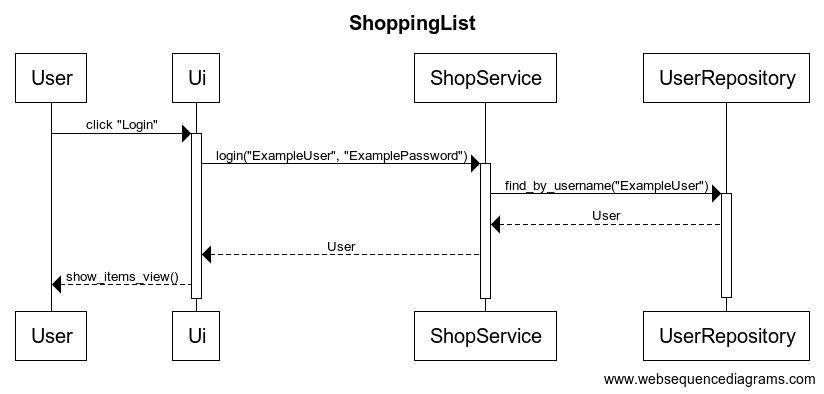 ShoppingList
User
Ui
ShopService
UserRepository
click "Login"
login("ExampleUser", "ExamplePassword")
find_by_username("ExampleUser")
User
User
show_items_view()
User
Ui
ShopService
UserRepository
www.websequencediagrams.com